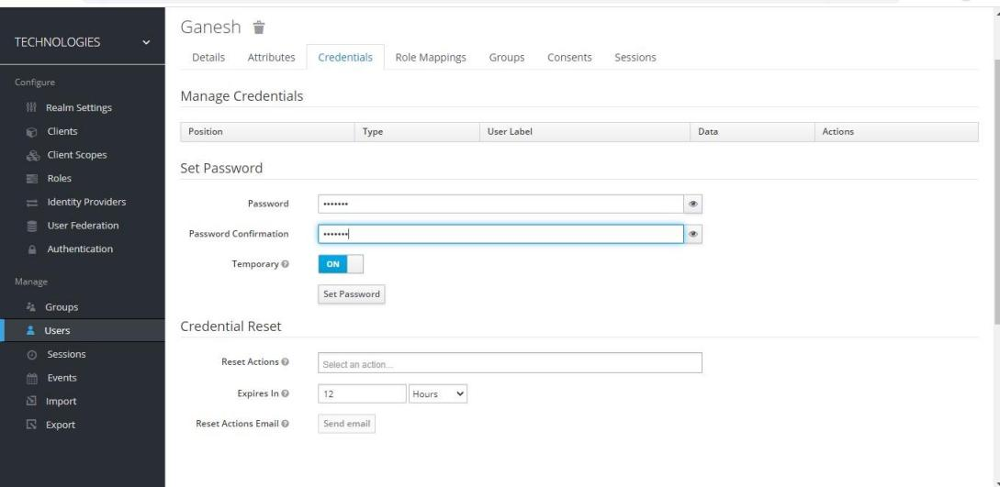 TECHNOLOGIES
Configure
Realm Settings
Clients
Client Scopes
Roles
Identity Providers
User Federation
Authentication
Manage
Groups
Users
Sessions
Events
Import
Export
Ganesh
Details Attributes Credentials Role Mappings Groups Consents Sessions
Manage Credentials
Position Type User Label Data Actions
Set Password
Password •••••••
Password Confirmation •••••••
Temporary ON
Set Password
Credential Reset
Reset Actions Select an action...
Expires In 12 Hours
Reset Actions Email Send email